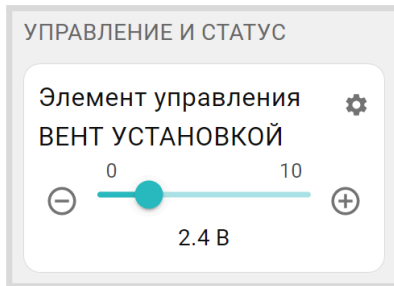 УПРАВЛЕНИЕ И СТАТУС
Элемент управления
ВЕНТ УСТАНОВКОЙ
0 10
2.4 В